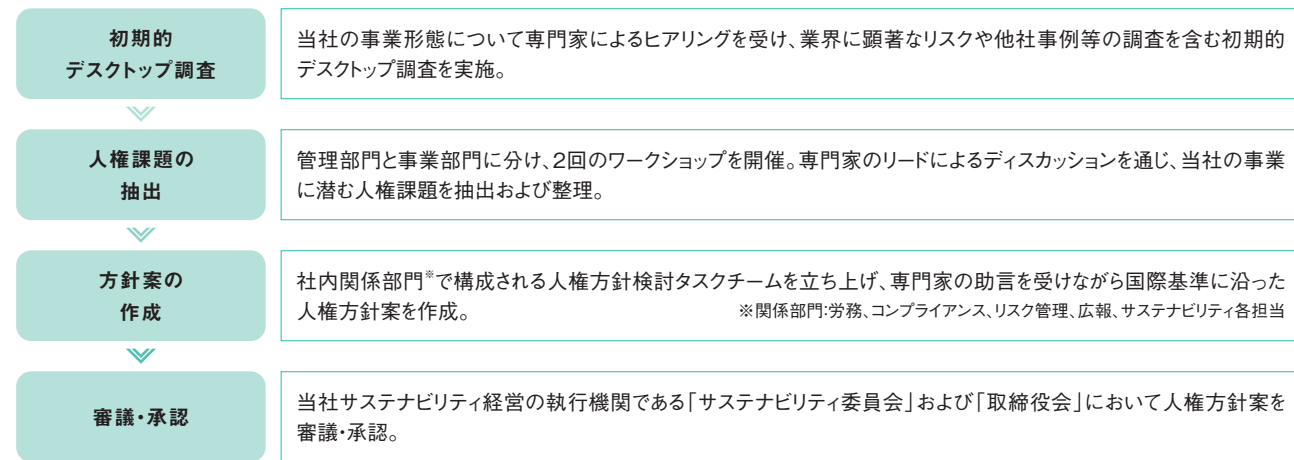 初期的
デスクトップ調査
当社の事業形態について専門家によるヒアリングを受け、業界に顕著なリスクや他社事例等の調査を含む初期的
デスクトップ調査を実施。
人権課題の
抽出
管理部門と事業部門に分け、2回のワークショップを開催。専門家のリードによるディスカッションを通じ、当社の事業
に潜む人権課題を抽出および整理。
方針案の
作成
社内関係部門※で構成される人権方針検討タスクチームを立ち上げ、専門家の助言を受けながら国際基準に沿った
人権方針案を作成。
※関係部門:労務、コンプライアンス、リスク管理、広報、サステナビリティ各担当
審議・承認
当社サステナビリティ経営の執行機関である「サステナビリティ委員会」および「取締役会」において人権方針案を
審議・承認。